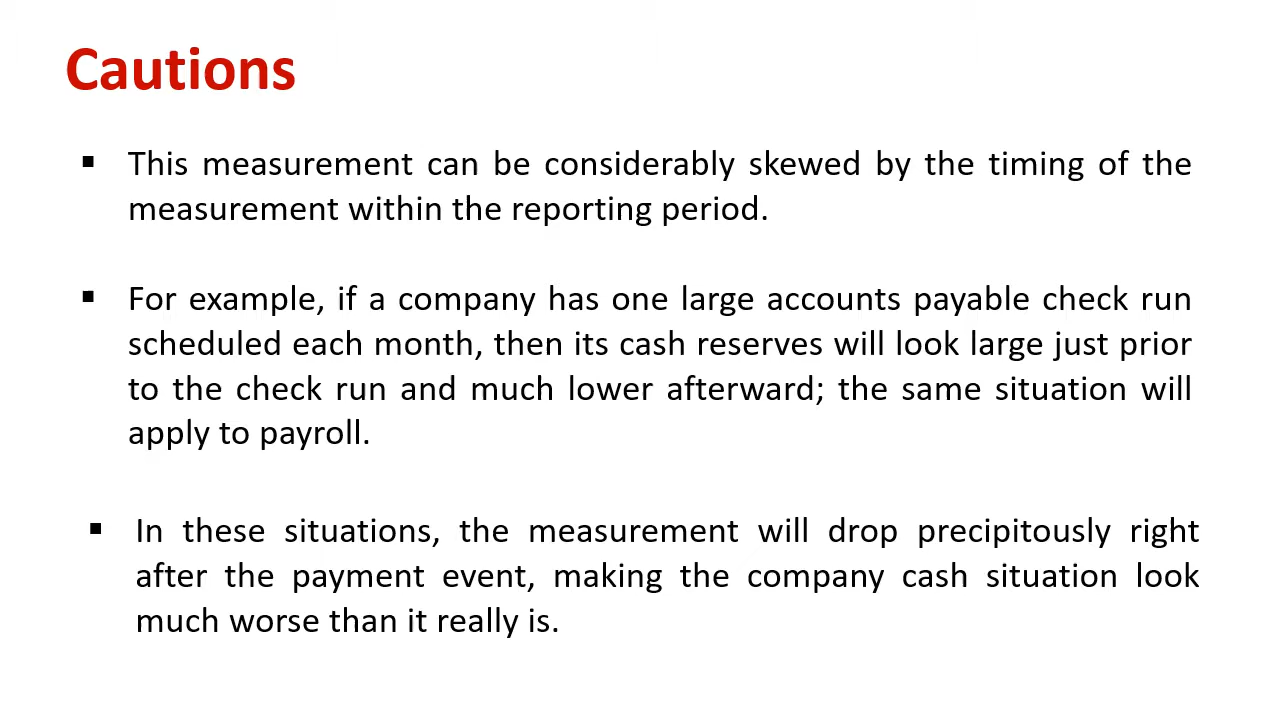 Cautions
▪ This measurement can be considerably skewed by the timing of the
measurement within the reporting period.
▪ For example, if a company has one large accounts payable check run
scheduled each month, then its cash reserves will look large just prior
to the check run and much lower afterward; the same situation will
apply to payroll.
▪ In these situations, the measurement will drop precipitously right
after the payment event, making the company cash situation look
much worse than it really is.